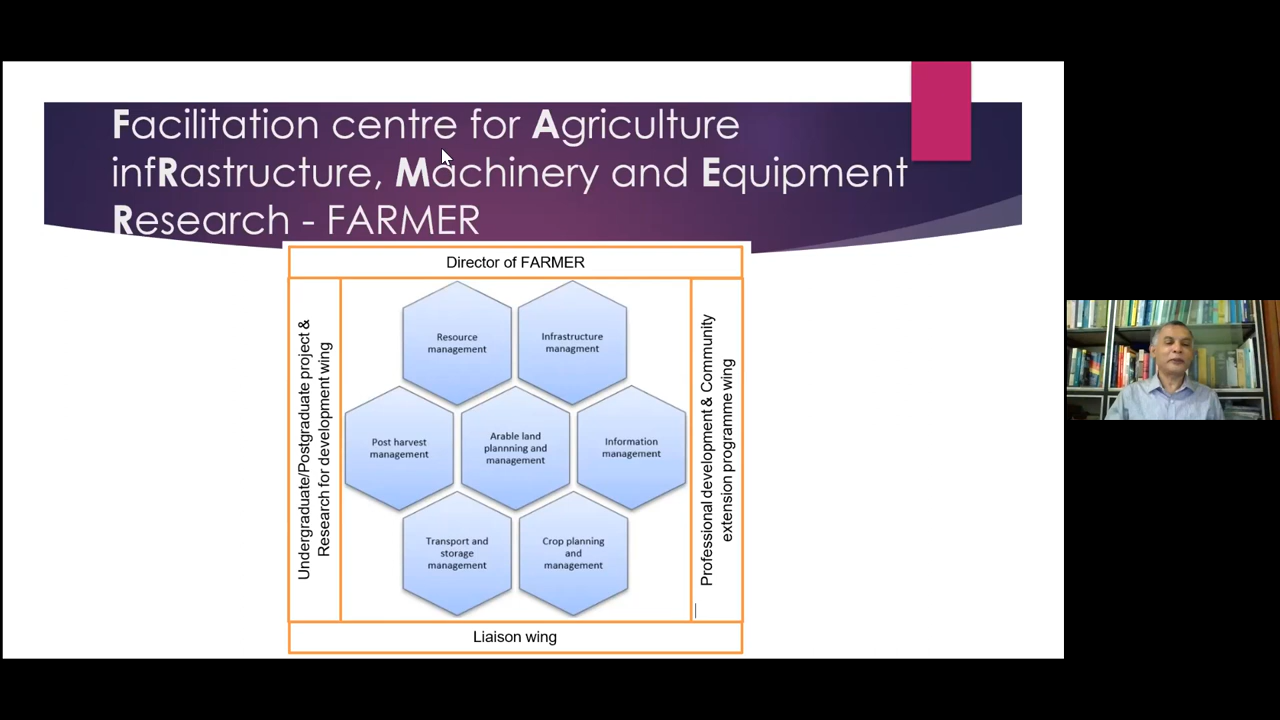 Facilitation centre for Agriculture
infRastructure, Machinery and Equipment
Research - FARMER
Director of FARMER
Undergraduate/Postgraduate project &
Research for development wing
Resource
management
Infrastructure
managment
Post harvest
management
Arable land
plannning and
management
Information
management
Transport and
storage
management
Crop planning
and
management
Professional development & Community
extension programme wing
Liaison wing